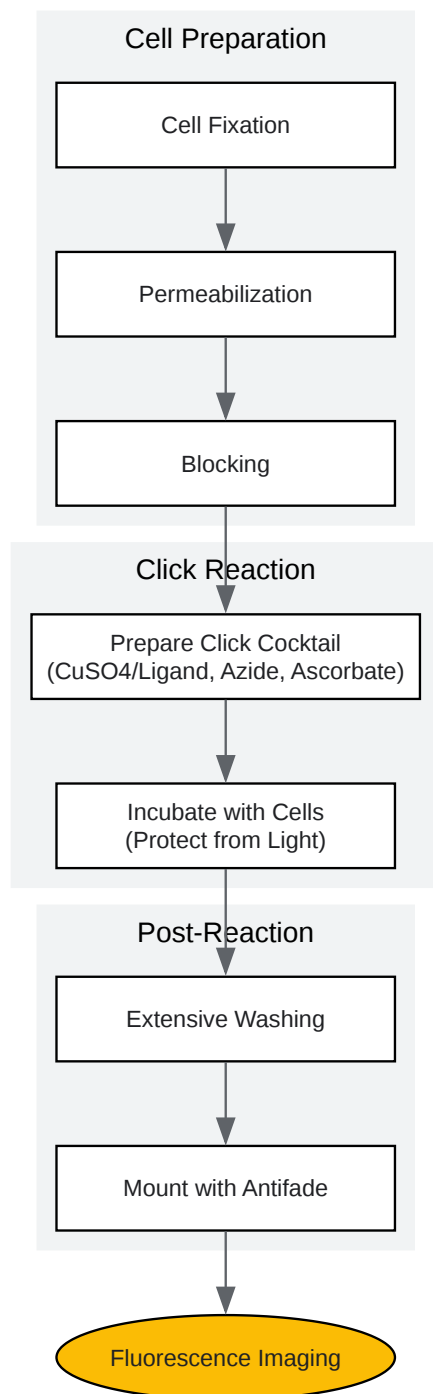 Cell Preparation
Cell Fixation
Permeabilization
Blocking
Click Reaction
Prepare Click Cocktail
(CuSO4/Ligand, Azide, Ascorbate)
Incubate with Cells
(Protect from Light)
Post-Reaction
Extensive Washing
Mount with Antifade
Fluorescence Imaging